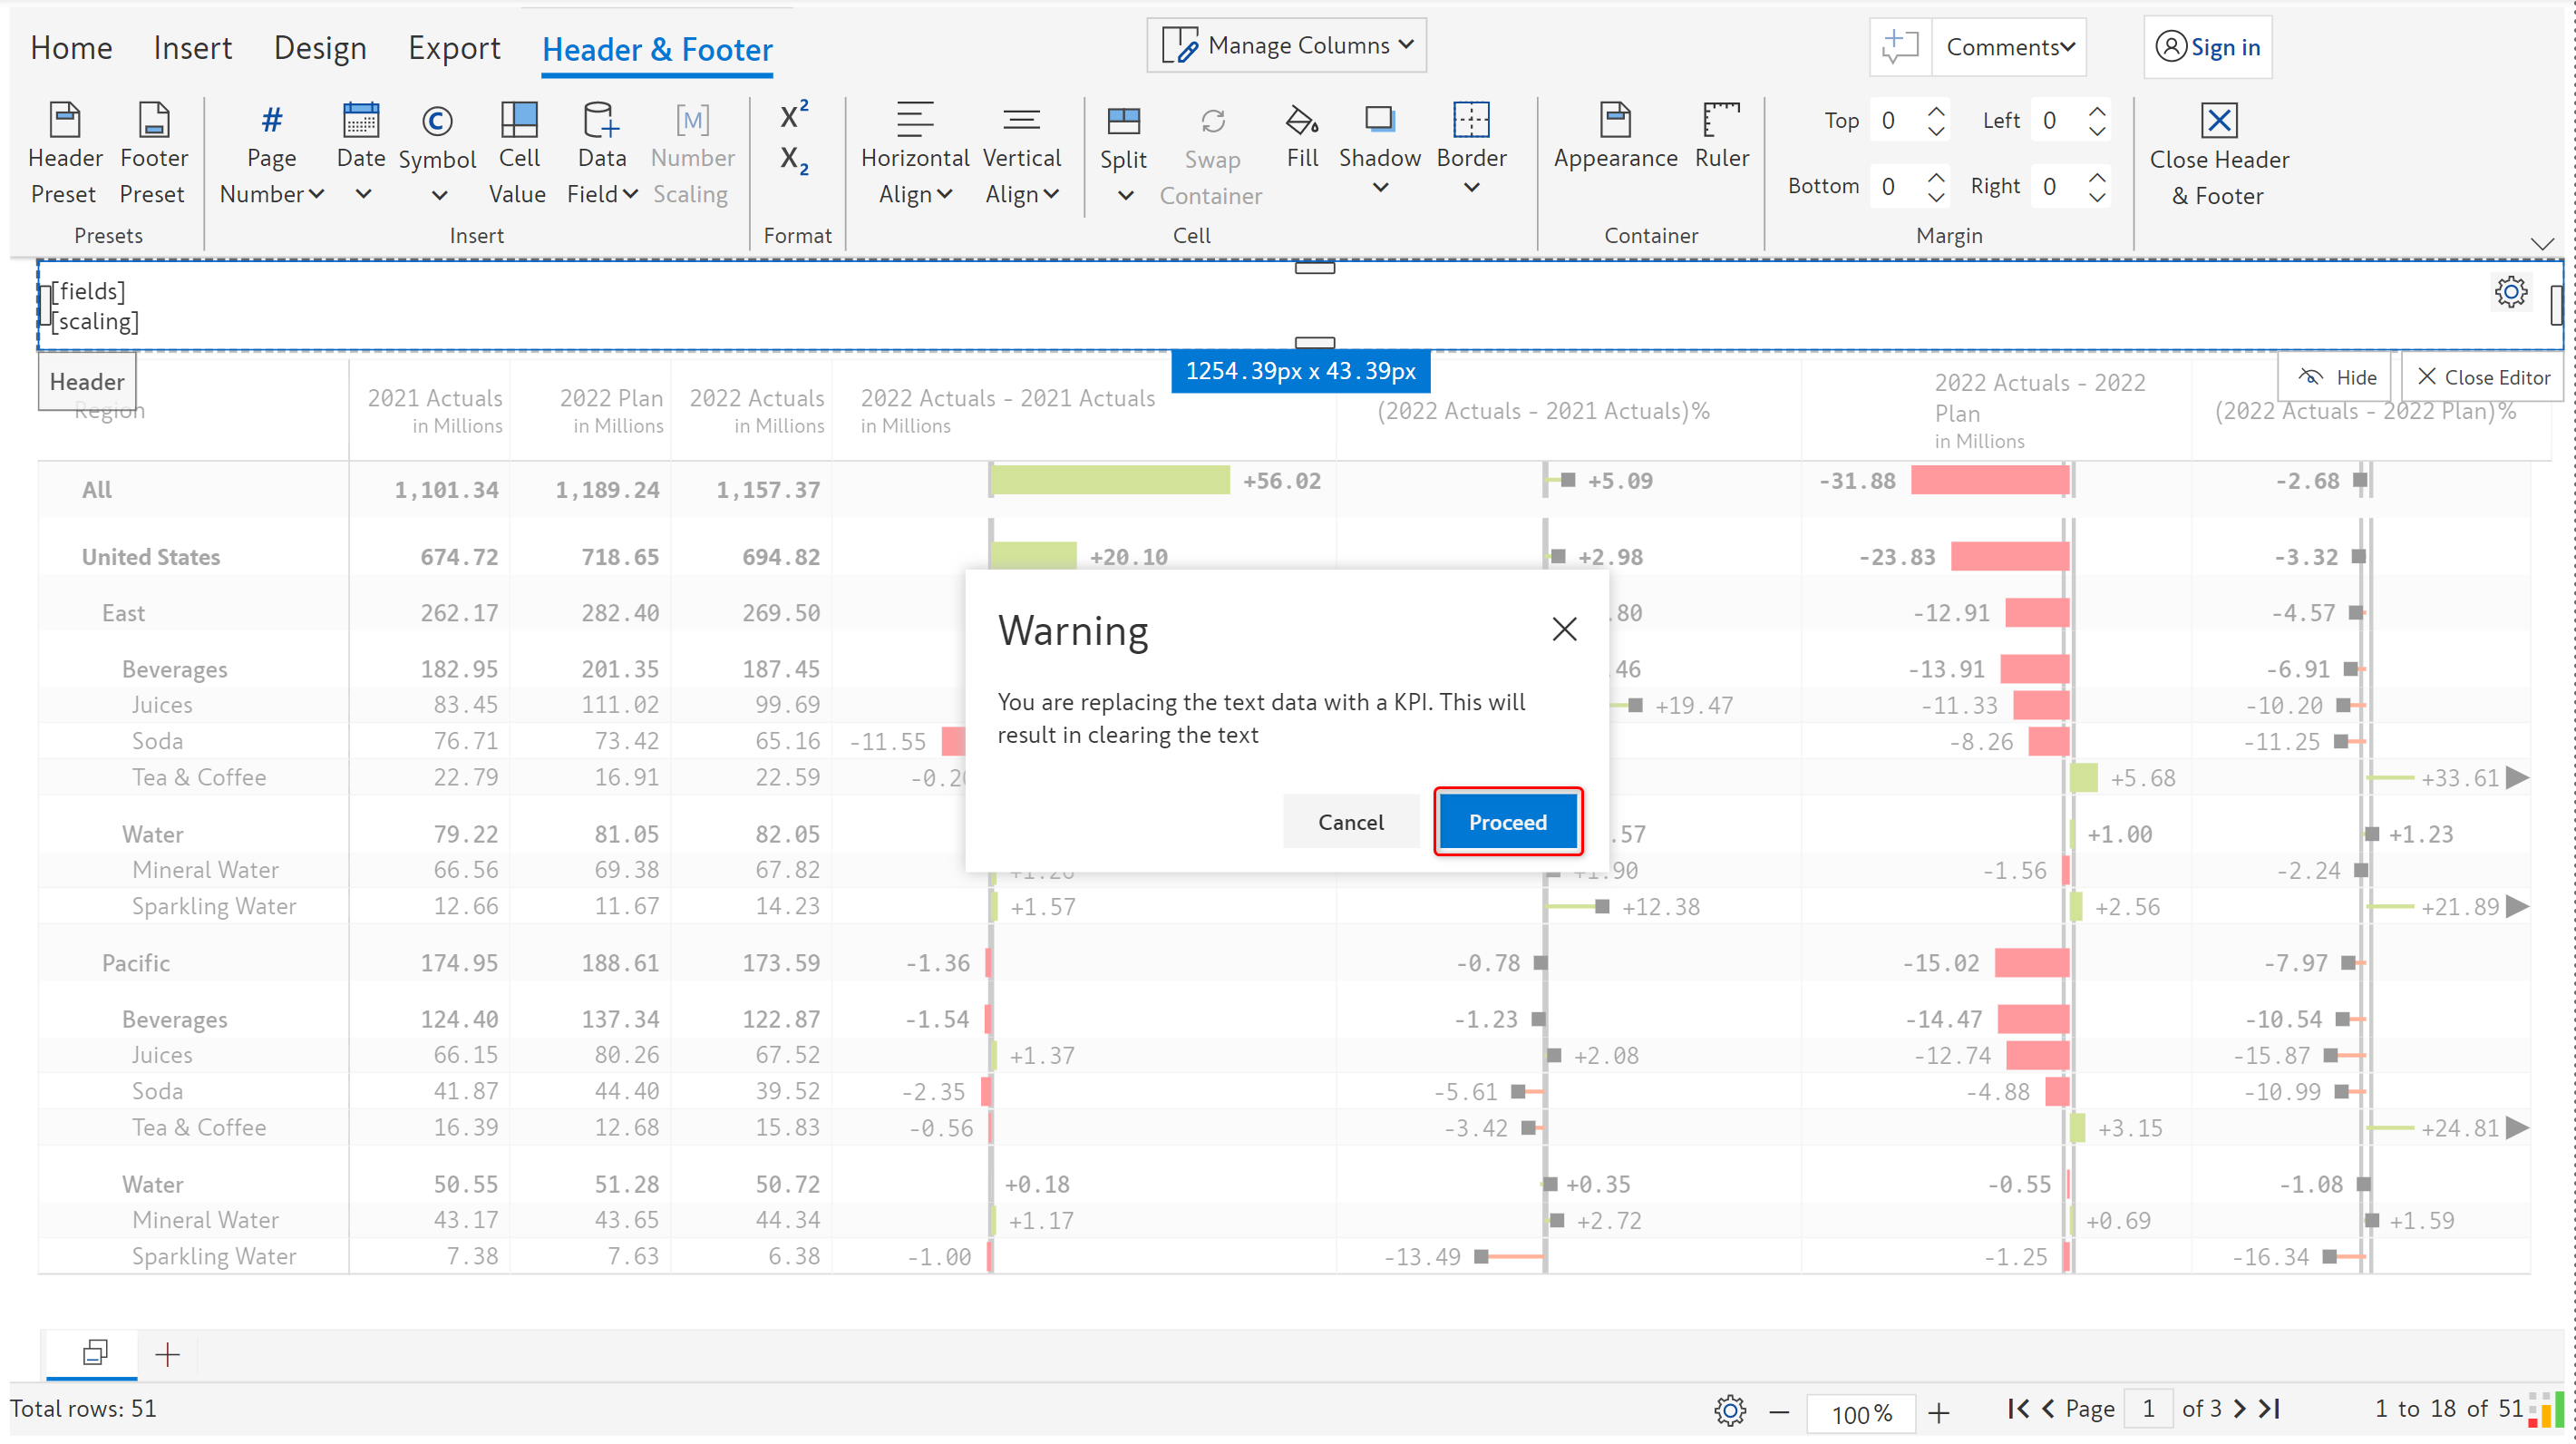 Home Insert Design Export Header & Footer Manage Columns Comments Sign in
Header Preset Footer Preset Page Number Date Symbol Cell Value Data Field Number Scaling X² X₂ Horizontal Align Vertical Align Split Swap Container Fill Shadow Border Appearance Ruler Top 0 Left 0 Bottom 0 Right 0 Close Header & Footer
Presets Insert Format Cell Container Margin
[fields]
[scaling]
1254.39px x 43.39px
Header Hide Close Editor
Region 2021 Actuals in Millions 2022 Plan in Millions 2022 Actuals in Millions 2022 Actuals - 2021 Actuals in Millions (2022 Actuals - 2021 Actuals)% 2022 Actuals - 2022 Plan in Millions (2022 Actuals - 2022 Plan)%
All 1,101.34 1,189.24 1,157.37 +56.02 +5.09 -31.88 -2.68
United States 674.72 718.65 694.82 +20.10 +2.98 -23.83 -3.32
East 262.17 282.40 269.50 .80 -12.91 -4.57
Beverages 182.95 201.35 187.45 .46 -13.91 -6.91
Juices 83.45 111.02 99.69 +19.47 -11.33 -10.20
Soda 76.71 73.42 65.16 -11.55 -8.26 -11.25
Tea & Coffee 22.79 16.91 22.59 -0.20 +5.68 +33.61
Water 79.22 81.05 82.05 .57 +1.00 +1.23
Mineral Water 66.56 69.38 67.82 +1.26 +1.90 -1.56 -2.24
Sparkling Water 12.66 11.67 14.23 +1.57 +12.38 +2.56 +21.89
Pacific 174.95 188.61 173.59 -1.36 -0.78 -15.02 -7.97
Beverages 124.40 137.34 122.87 -1.54 -1.23 -14.47 -10.54
Juices 66.15 80.26 67.52 +1.37 +2.08 -12.74 -15.87
Soda 41.87 44.40 39.52 -2.35 -5.61 -4.88 -10.99
Tea & Coffee 16.39 12.68 15.83 -0.56 -3.42 +3.15 +24.81
Water 50.55 51.28 50.72 +0.18 +0.35 -0.55 -1.08
Mineral Water 43.17 43.65 44.34 +1.17 +2.72 +0.69 +1.59
Sparkling Water 7.38 7.63 6.38 -1.00 -13.49 -1.25 -16.34
Warning
You are replacing the text data with a KPI. This will
result in clearing the text
Cancel Proceed
Total rows: 51 100% Page 1 of 3 1 to 18 of 51